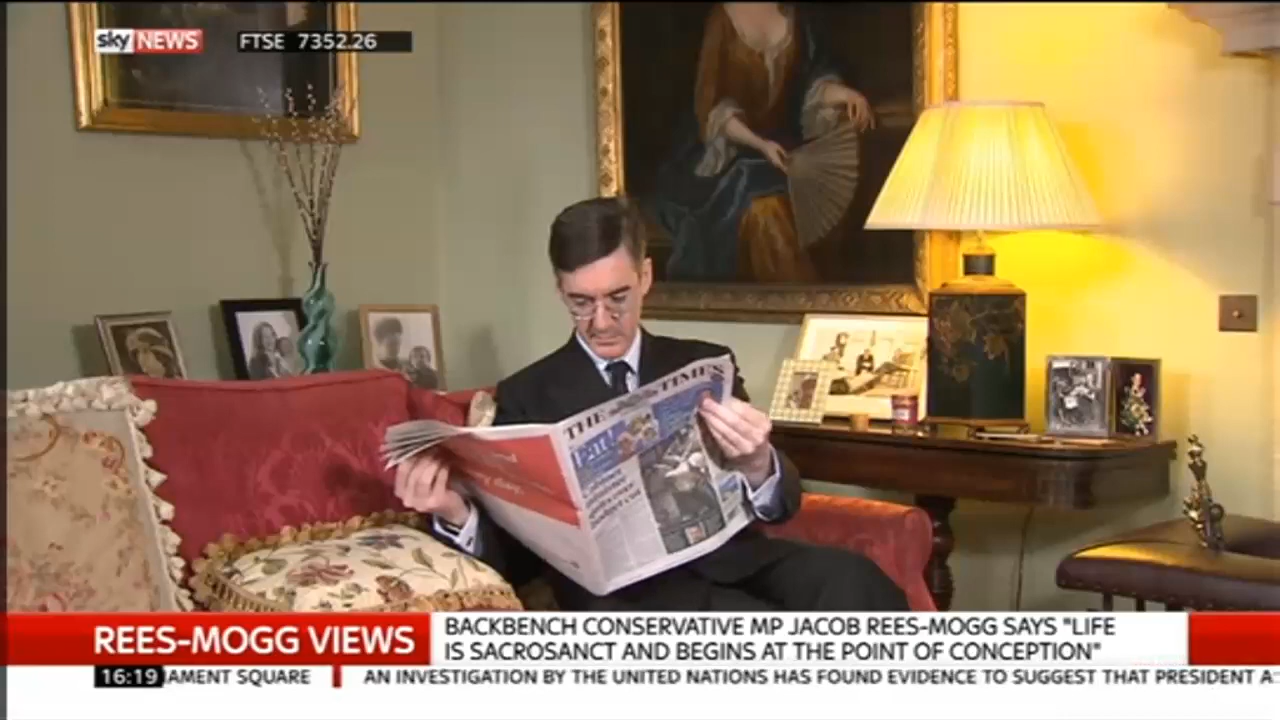 sky NEWS
FTSE 7352.26
THE TIMES
Eat!
REES-MOGG VIEWS
BACKBENCH CONSERVATIVE MP JACOB REES-MOGG SAYS "LIFE
IS SACROSANCT AND BEGINS AT THE POINT OF CONCEPTION"
16:19 AMENT SQUARE AN INVESTIGATION BY THE UNITED NATIONS HAS FOUND EVIDENCE TO SUGGEST THAT PRESIDENT A